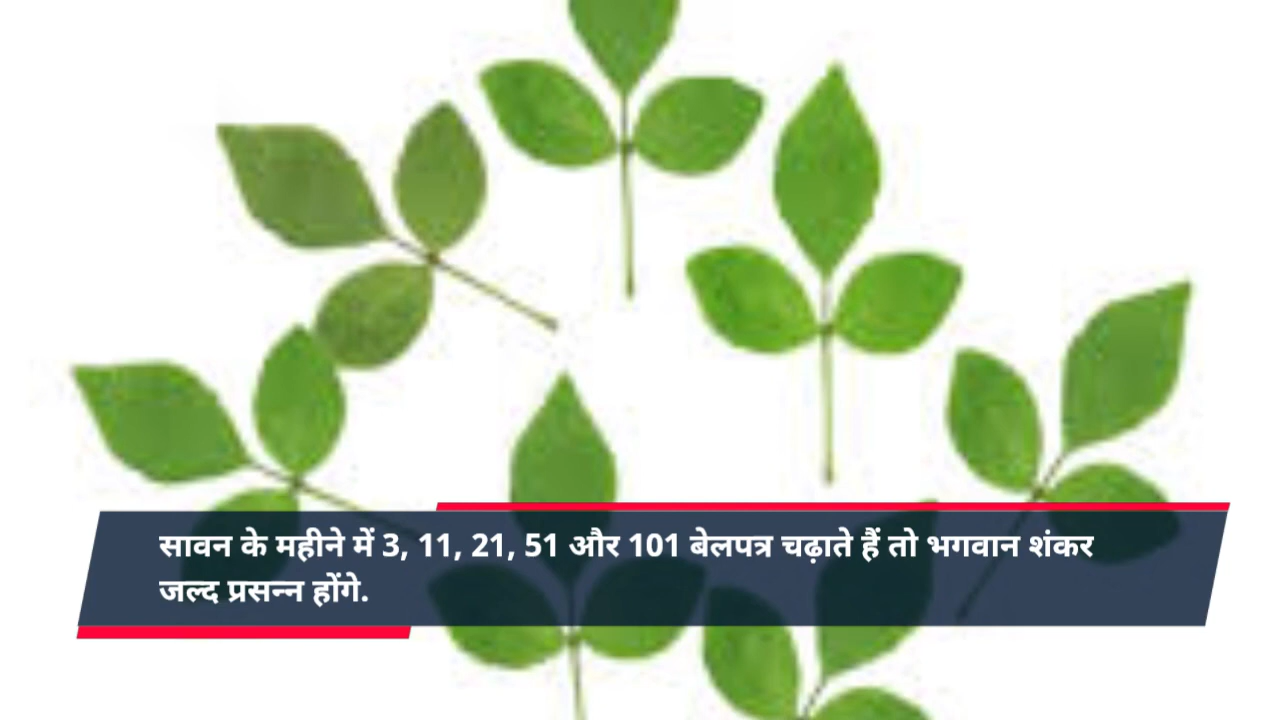 सावन के महीने में 3, 11, 21, 51 और 101 बेलपत्र चढ़ाते हैं तो भगवान शंकर
जल्द प्रसन्न होंगे.